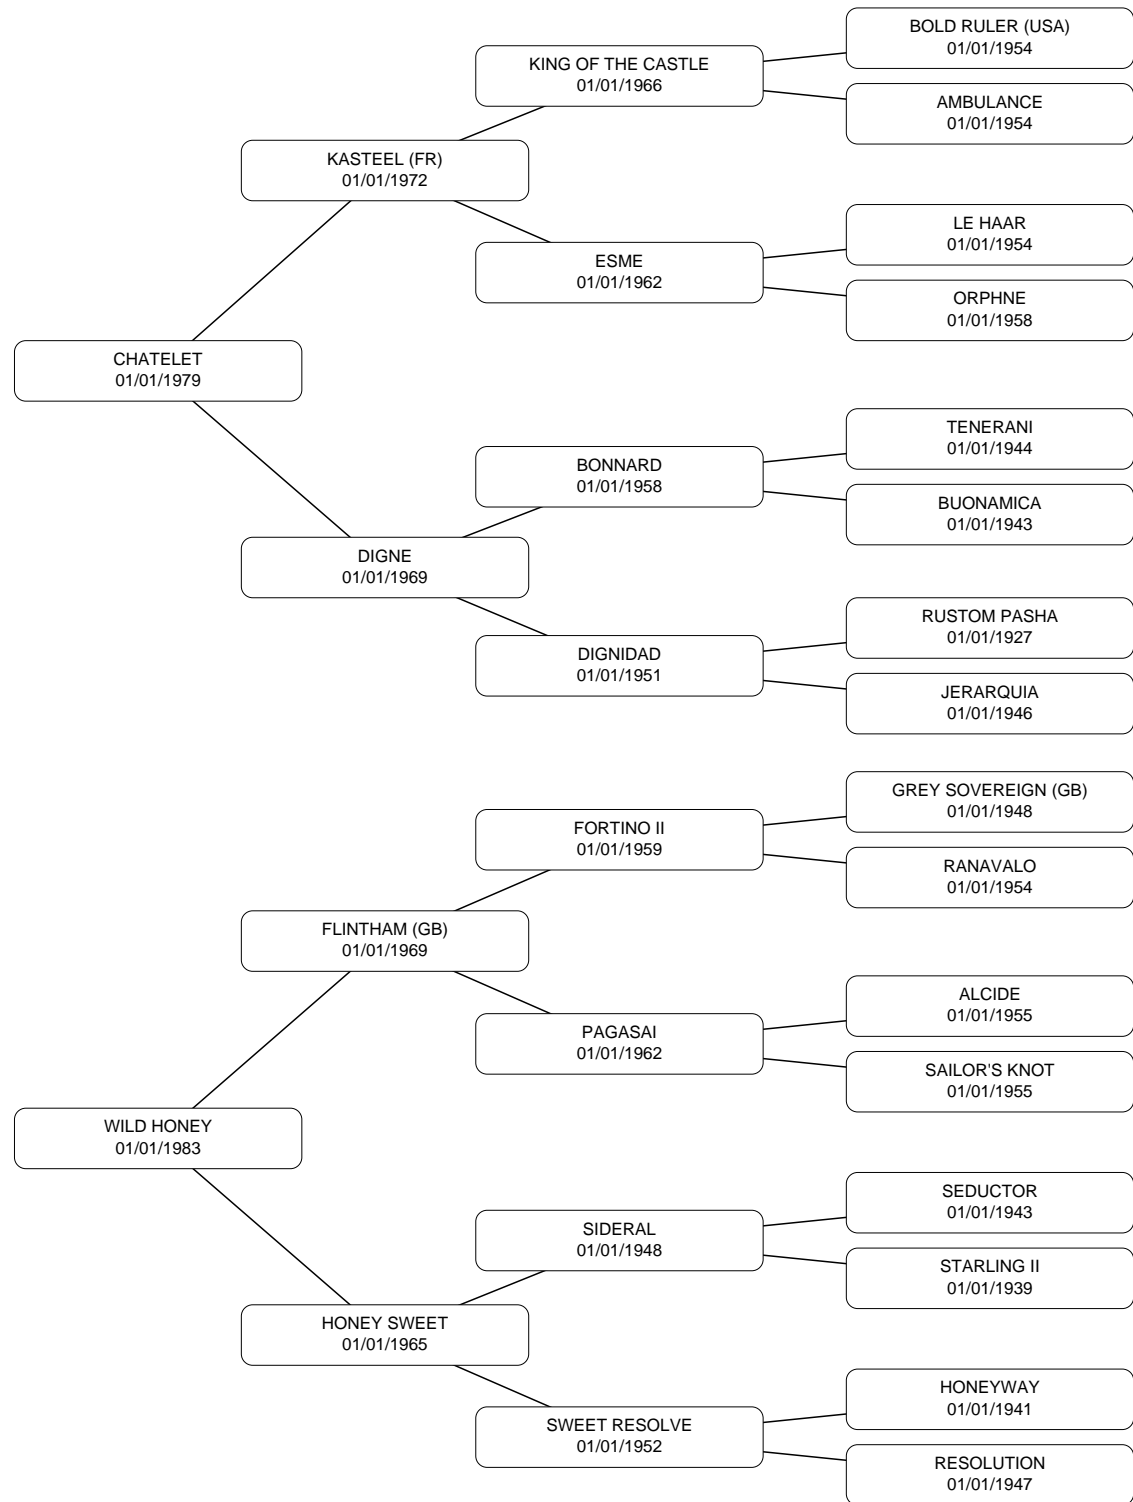 BOLD RULER (USA)
01/01/1954
KING OF THE CASTLE
01/01/1966
AMBULANCE
01/01/1954
KASTEEL (FR)
01/01/1972
LE HAAR
01/01/1954
ESME
01/01/1962
ORPHNE
01/01/1958
CHATELET
01/01/1979
TENERANI
01/01/1944
BONNARD
01/01/1958
BUONAMICA
01/01/1943
DIGNE
01/01/1969
RUSTOM PASHA
01/01/1927
DIGNIDAD
01/01/1951
JERARQUIA
01/01/1946
GREY SOVEREIGN (GB)
01/01/1948
FORTINO II
01/01/1959
RANAVALO
01/01/1954
FLINTHAM (GB)
01/01/1969
ALCIDE
01/01/1955
PAGASAI
01/01/1962
SAILOR'S KNOT
01/01/1955
WILD HONEY
01/01/1983
SEDUCTOR
01/01/1943
SIDERAL
01/01/1948
STARLING II
01/01/1939
HONEY SWEET
01/01/1965
HONEYWAY
01/01/1941
SWEET RESOLVE
01/01/1952
RESOLUTION
01/01/1947